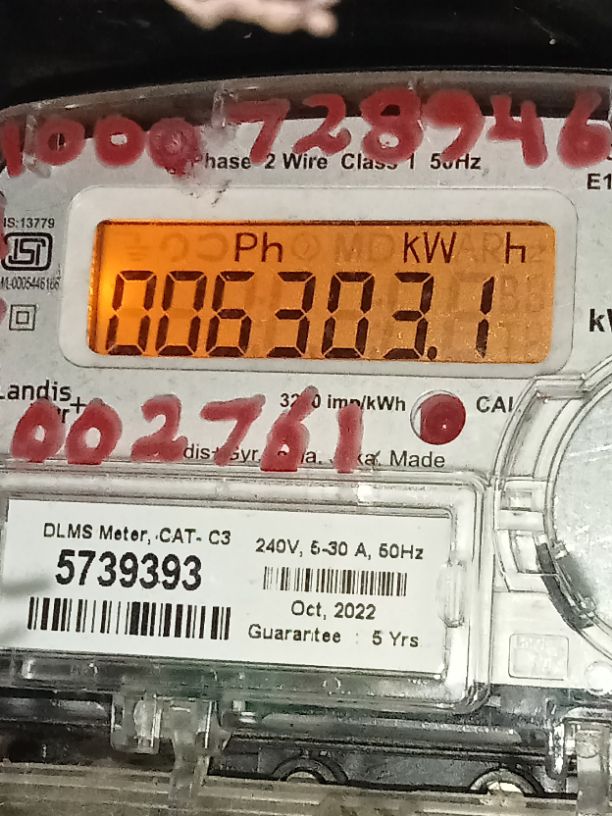 1000728946
Phase 2 Wire Class 1 50Hz
E1
IS:13779
Ph kW h
006303.1
Landis
3200 imp/kWh CAL
002761
Made
DLMS Meter, CAT- C3
5739393
240V, 5-30 A, 50Hz
Oct, 2022
Guarantee : 5 Yrs